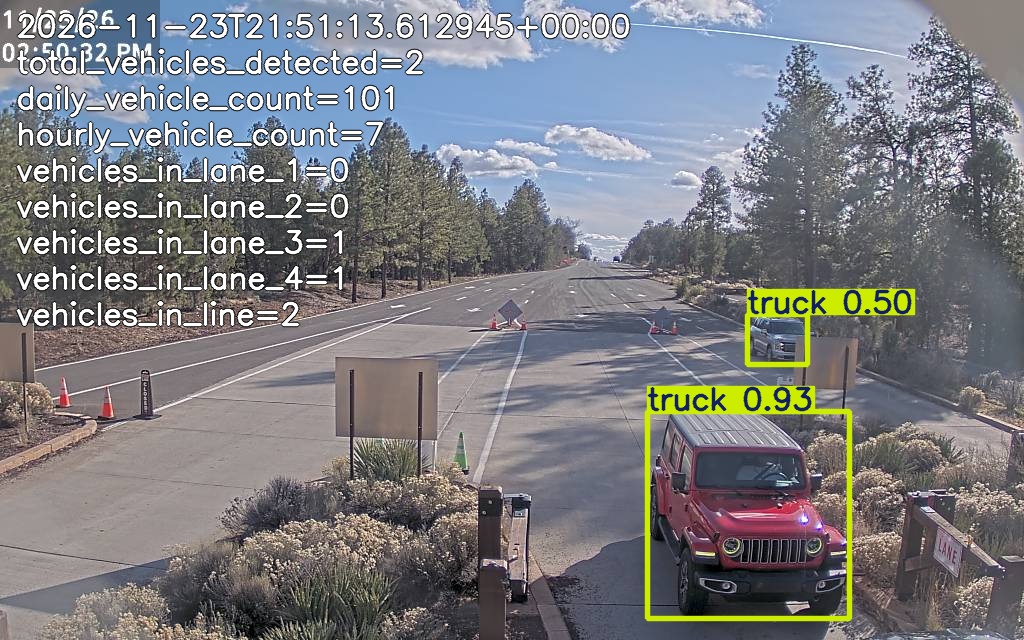 2026-11-23T21:51:13.612945+00:00
02:50:32 PM
total_vehicles_detected=2
daily_vehicle_count=101
hourly_vehicle_count=7
vehicles_in_lane_1=0
vehicles_in_lane_2=0
vehicles_in_lane_3=1
vehicles_in_lane_4=1
vehicles_in_line=2
truck 0.50
truck 0.93
CLOSED
LANE